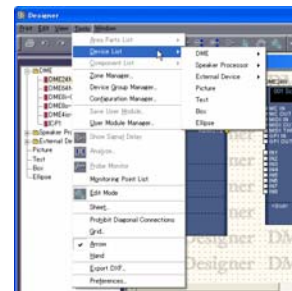 Designer
Print Edit View Tools Window
Area Parts List
Device List
Component List
Zone Manager...
Device Group Manager...
Configuration Manager...
Save User Module...
User Module Manager...
Show Signal Delay
Analyze...
Probe Monitor
Monitoring Point List
Edit Mode
Sheet...
Prohibit Diagonal Connections
Grid...
Arrow
Hand
Export DXF...
Preferences...
DME
Speaker Processor
External Device
Picture
Text
Box
Ellipse
DME
ICP1
Speaker Pro
External De
Picture
Text
Box
Ellipse
Designer
Designer